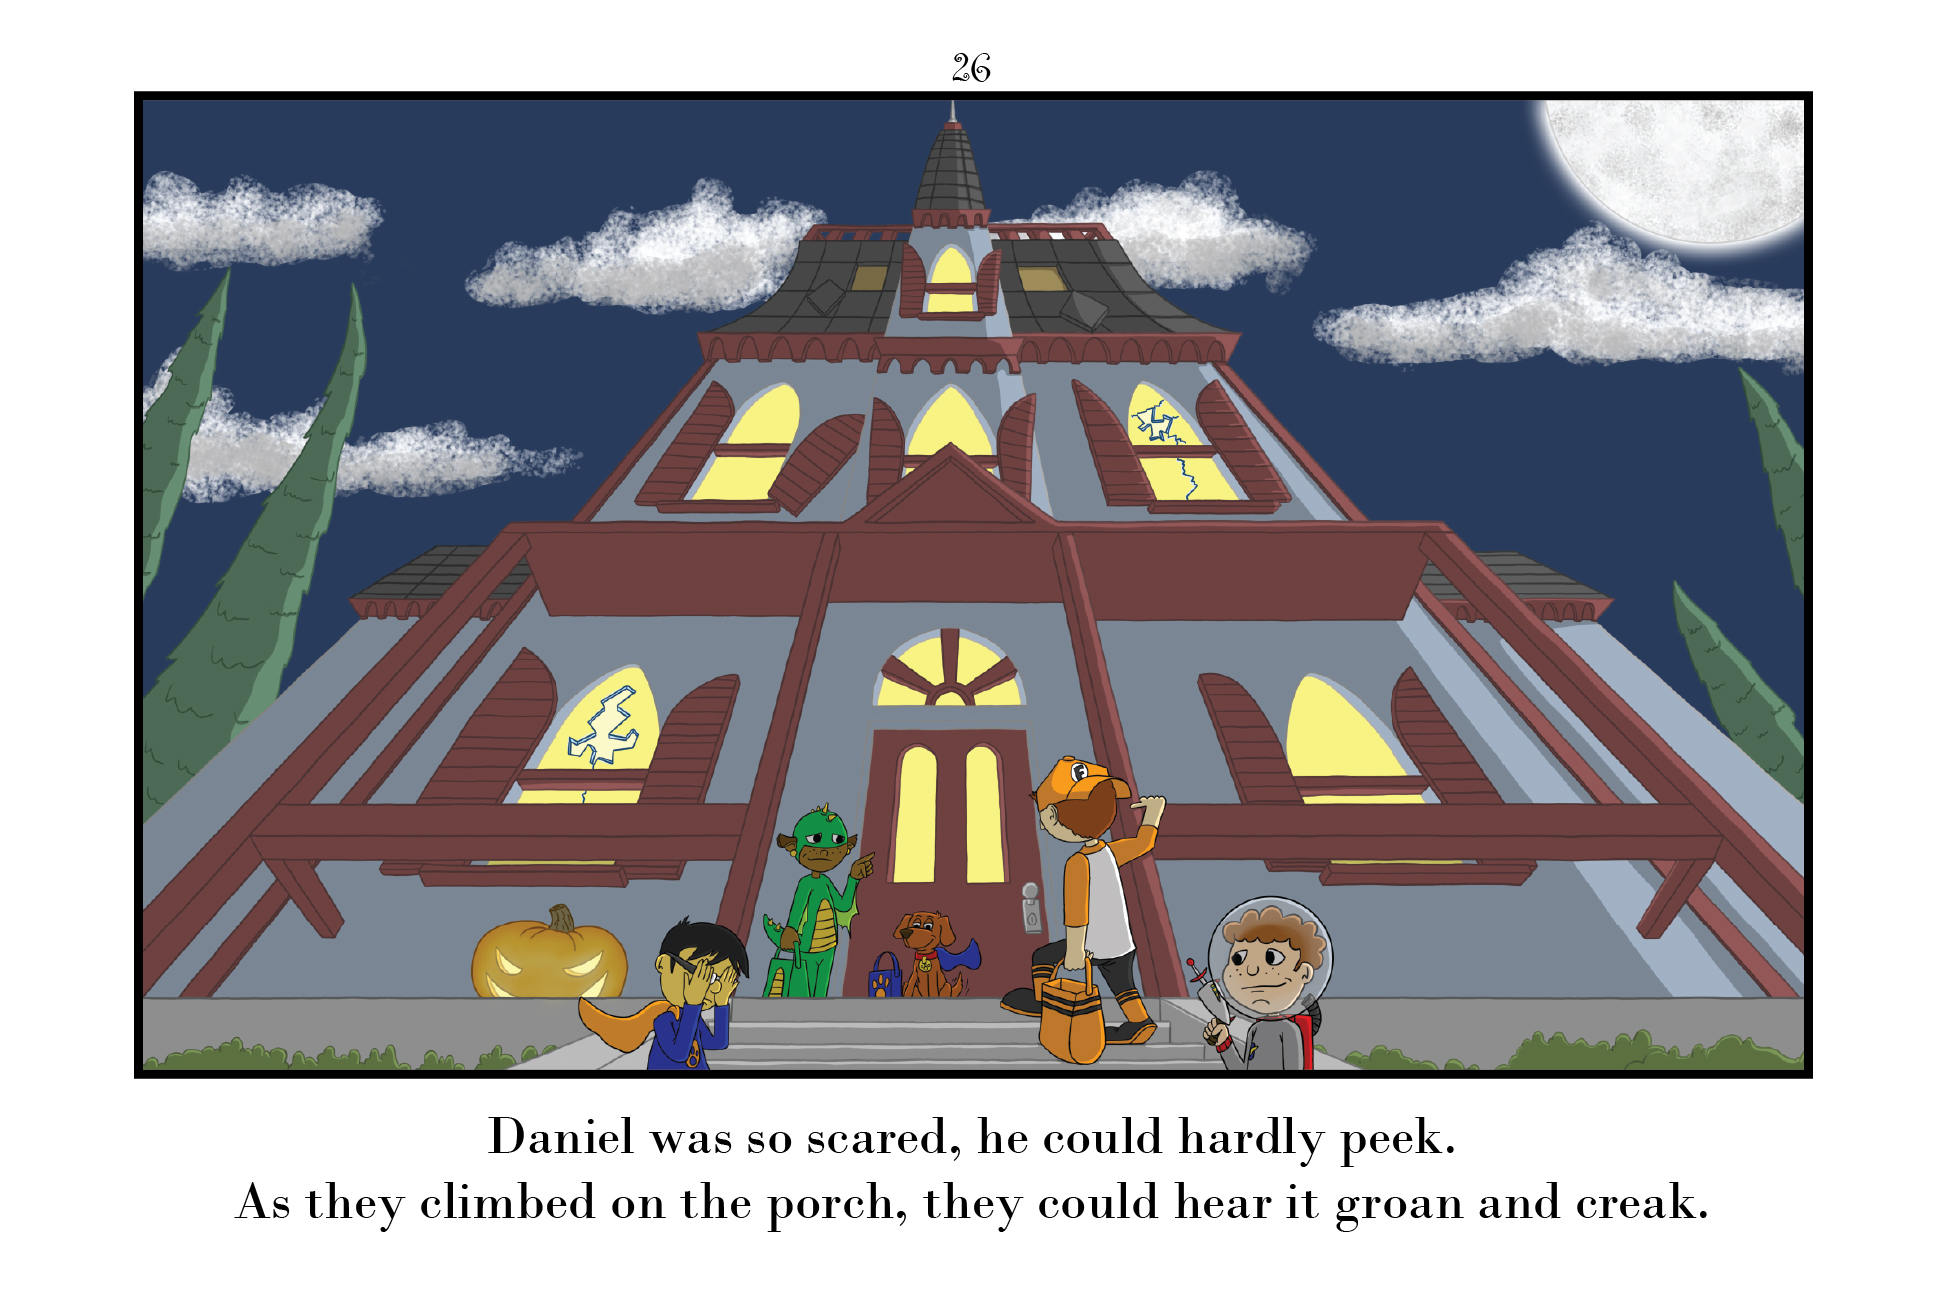 26
F
Daniel was so scared, he could hardly peek.
As they climbed on the porch, they could hear it groan and creak.